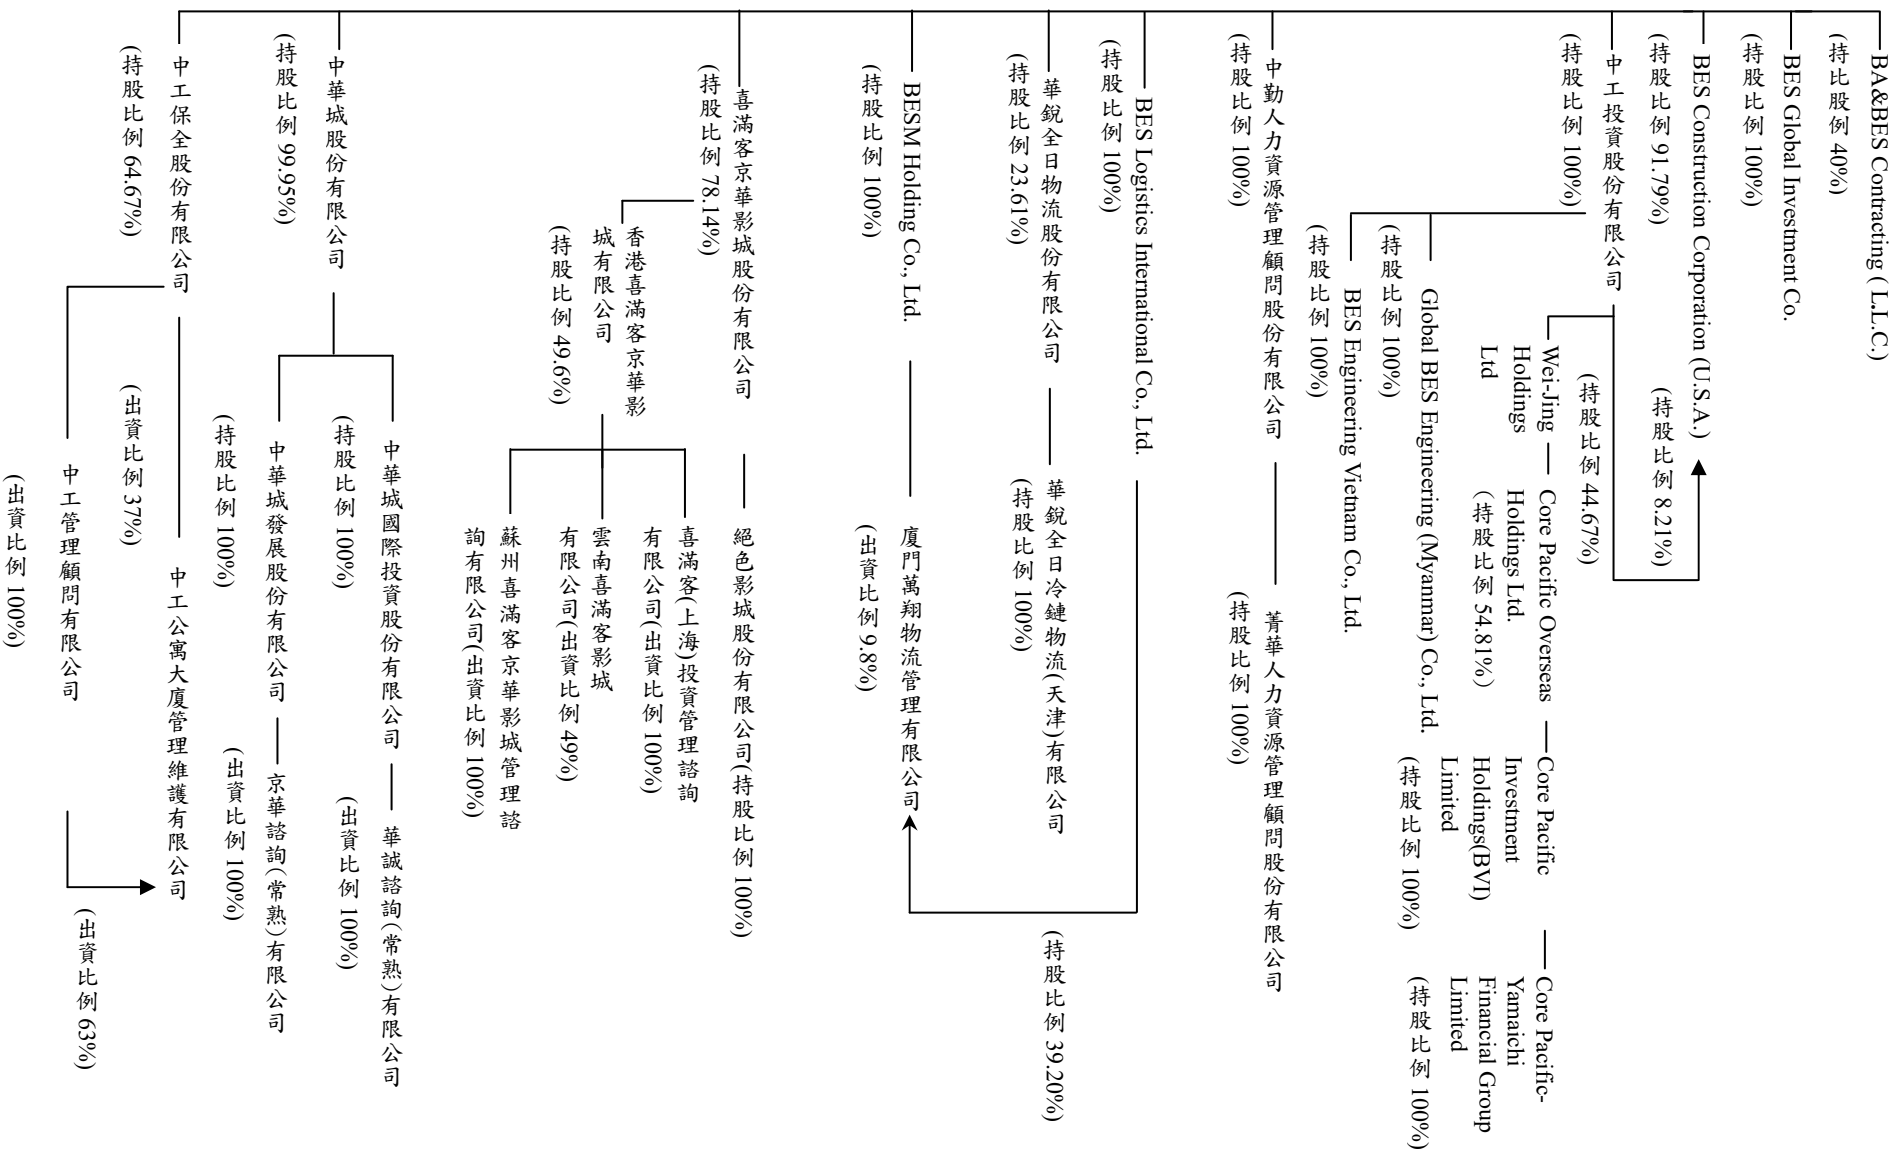 BA&BES Contracting ( L.L.C.)
(持比股例 40%)
BES Global Investment Co.
(持股比例 100%)
BES Construction Corporation (U.S.A.)
(持股比例 91.79%)
(持股比例 8.21%)
中工投資股份有限公司
(持股比例 100%)
(持股比例 44.67%)
Wei-Jing
Holdings
Ltd
Core Pacific Overseas
Holdings Ltd.
(持股比例 54.81%)
Core Pacific
Investment
Holdings(BVI)
Limited
(持股比例 100%)
Core Pacific-
Yamaichi
Financial Group
Limited
(持股比例 100%)
Global BES Engineering (Myanmar) Co., Ltd.
(持股比例 100%)
BES Engineering Vietnam Co., Ltd.
(持股比例 100%)
中勤人力資源管理顧問股份有限公司
(持股比例 100%)
菁華人力資源管理顧問股份有限公司
(持股比例 100%)
BES Logistics International Co., Ltd.
(持股比例 100%)
(持股比例 39.20%)
華銳全日物流股份有限公司
(持股比例 23.61%)
華銳全日冷鏈物流(天津)有限公司
(持股比例 100%)
BESM Holding Co., Ltd.
(持股比例 100%)
廈門萬翔物流管理有限公司
(出資比例 9.8%)
喜滿客京華影城股份有限公司
(持股比例 78.14%)
絕色影城股份有限公司(持股比例 100%)
香港喜滿客京華影
城有限公司
(持股比例 49.6%)
喜滿客(上海)投資管理諮詢
有限公司(出資比例 100%)
雲南喜滿客影城
有限公司(出資比例 49%)
蘇州喜滿客京華影城管理諮
詢有限公司(出資比例 100%)
中華城股份有限公司
(持股比例 99.95%)
中華城國際投資股份有限公司
(持股比例 100%)
華誠諮詢(常熟)有限公司
(出資比例 100%)
中華城發展股份有限公司
(持股比例 100%)
京華諮詢(常熟)有限公司
(出資比例 100%)
中工保全股份有限公司
(持股比例 64.67%)
中工公寓大廈管理維護有限公司
(出資比例 37%)
中工管理顧問有限公司
(出資比例 100%)
(出資比例 63%)